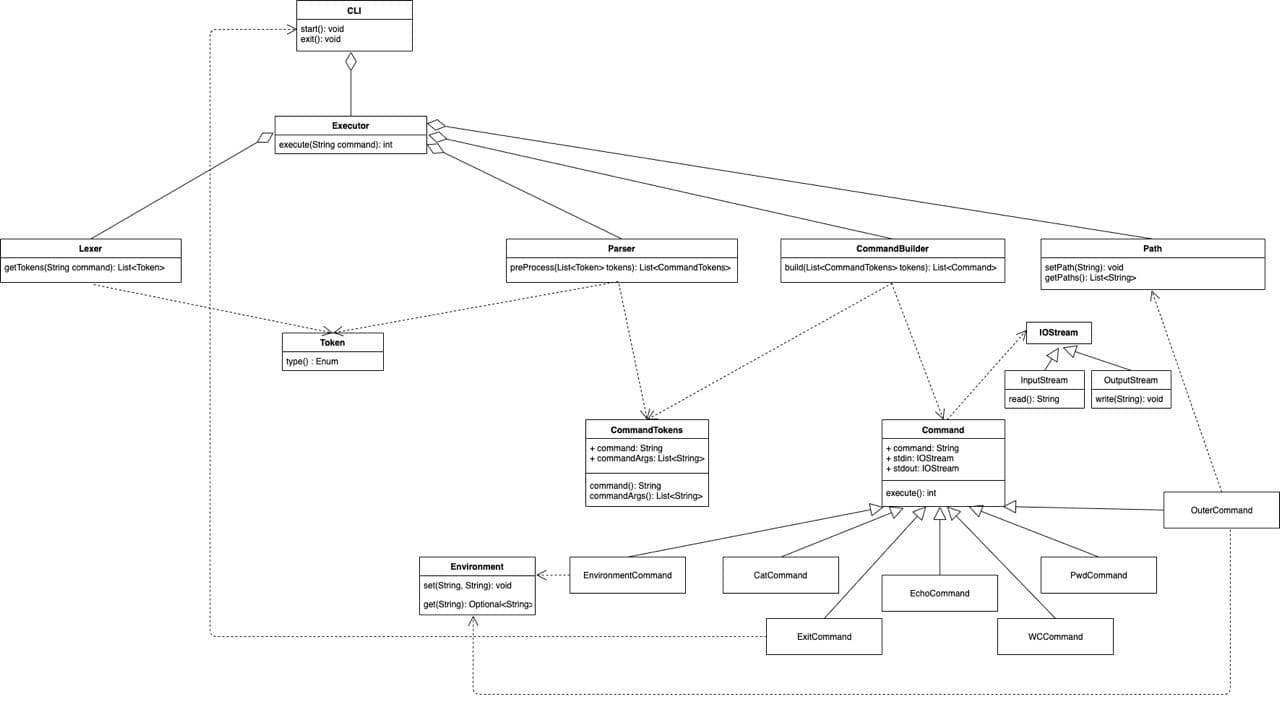 CLI
start(): void
exit(): void
Executor
execute(String command): int
Lexer
getTokens(String command): List<Token>
Parser
preProcess(List<Token> tokens): List<CommandTokens>
CommandBuilder
build(List<CommandTokens> tokens): List<Command>
Path
setPath(String): void
getPaths(): List<String>
Token
type() : Enum
IOStream
InputStream
read(): String
OutputStream
write(String): void
CommandTokens
+ command: String
+ commandArgs: List<String>
command(): String
commandArgs(): List<String>
Command
+ command: String
+ stdin: IOStream
+ stdout: IOStream
execute(): int
OuterCommand
Environment
set(String, String): void
get(String): Optional<String>
EnvironmentCommand
CatCommand
EchoCommand
PwdCommand
ExitCommand
WCCommand